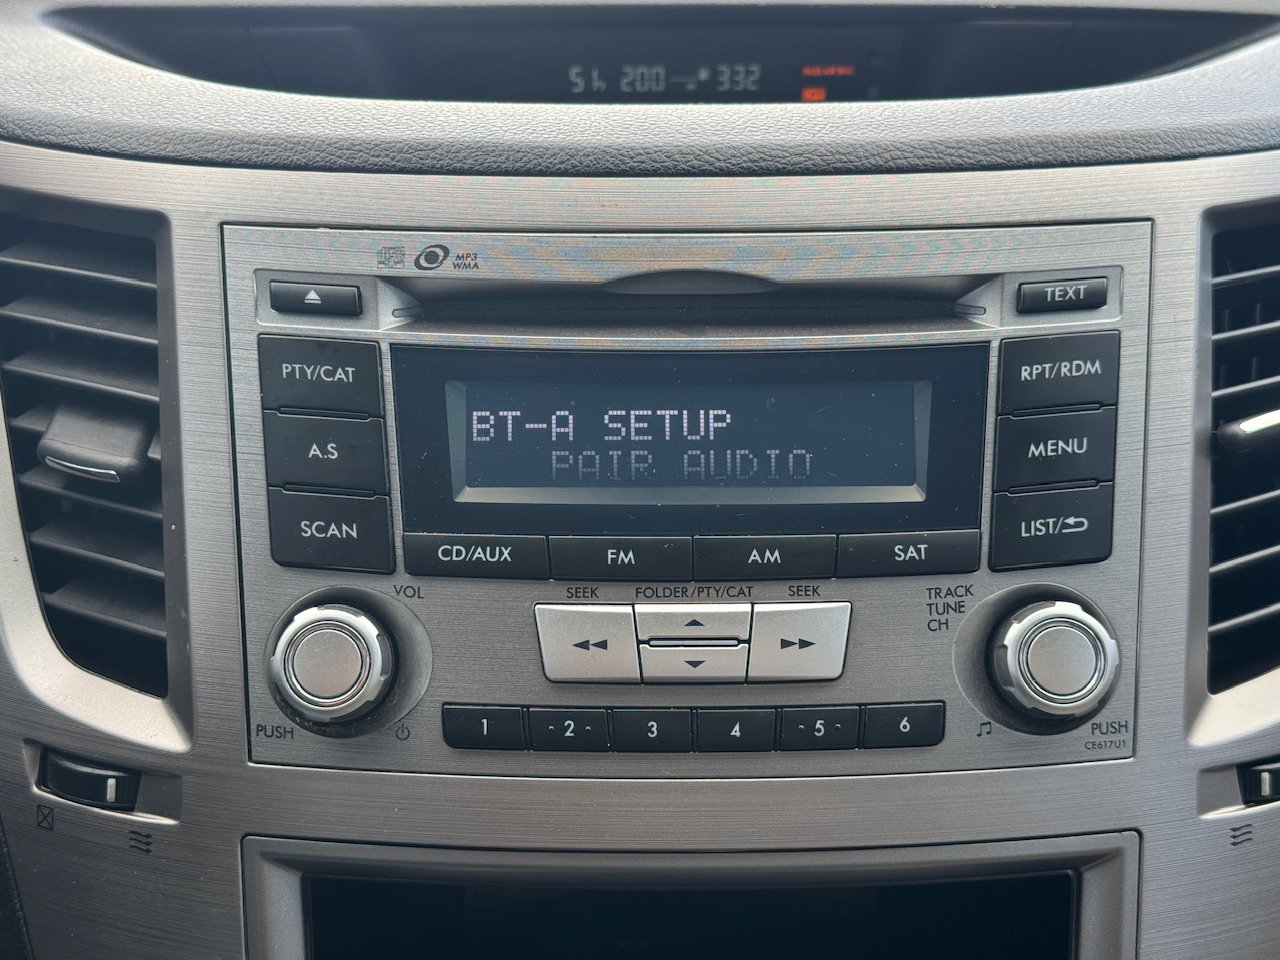 MP3
WMA
TEXT
PTY/CAT
RPT/RDM
BT-A SETUP
PAIR AUDIO
A.S
MENU
SCAN
LIST/
CD/AUX
FM
AM
SAT
VOL
SEEK
FOLDER/PTY/CAT
SEEK
TRACK
TUNE
CH
PUSH
1
-2-
3
4
-5-
6
PUSH
CE617U1